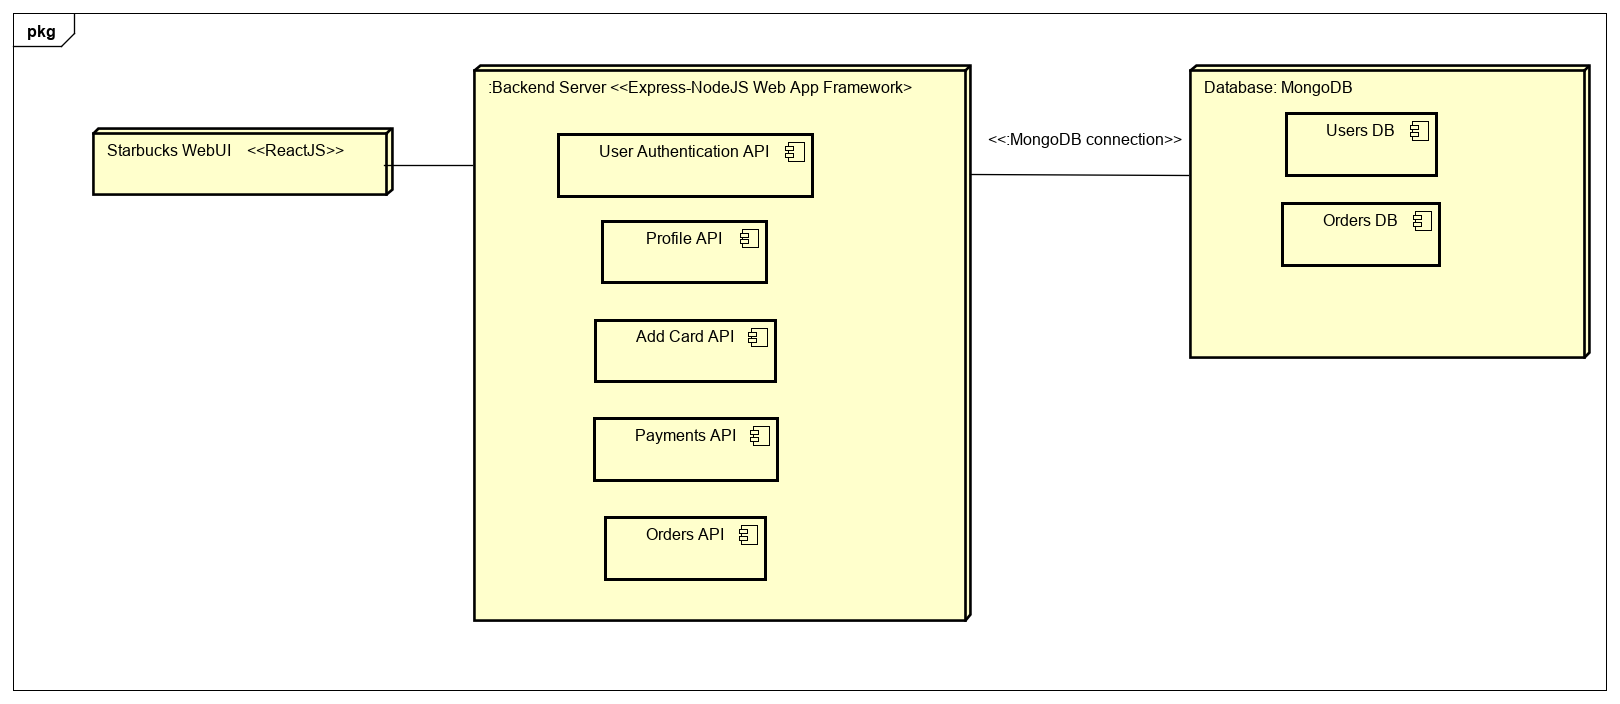 pkg
Starbucks WebUI <<ReactJS>>
:Backend Server <<Express-NodeJS Web App Framework>
User Authentication API
Profile API
Add Card API
Payments API
Orders API
<<:MongoDB connection>>
Database: MongoDB
Users DB
Orders DB